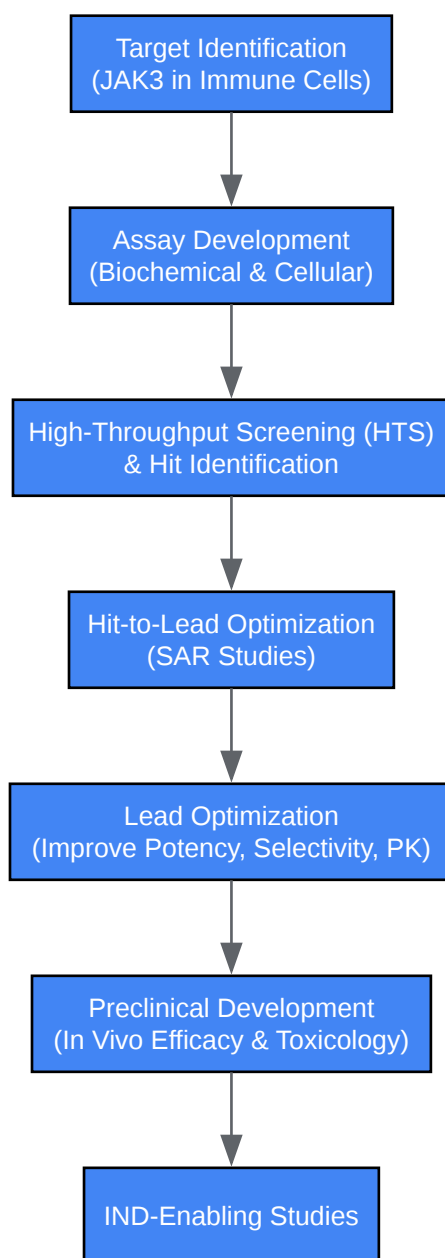 Target Identification
(JAK3 in Immune Cells)
Assay Development
(Biochemical & Cellular)
High-Throughput Screening (HTS)
& Hit Identification
Hit-to-Lead Optimization
(SAR Studies)
Lead Optimization
(Improve Potency, Selectivity, PK)
Preclinical Development
(In Vivo Efficacy & Toxicology)
IND-Enabling Studies